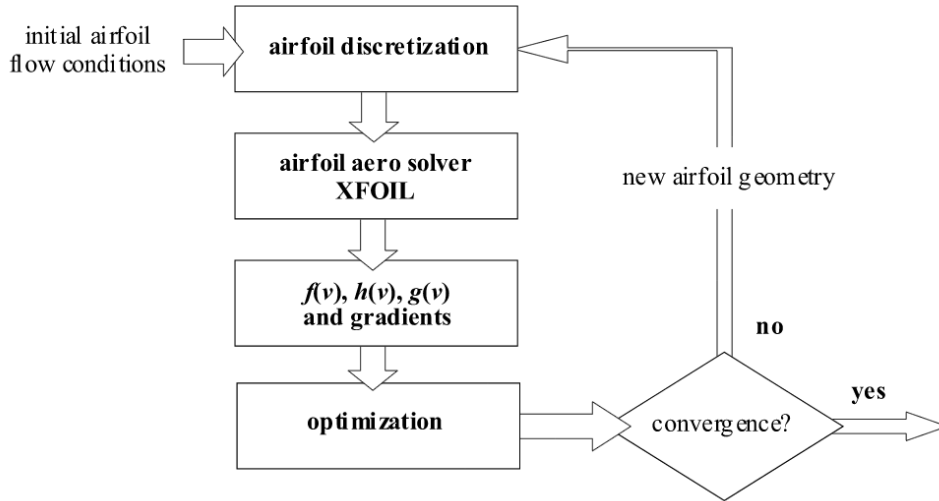 initial airfoil
flow conditions
airfoil discretization
airfoil aero solver
XFOIL
new airfoil geometry
f(v), h(v), g(v)
and gradients
no
optimization
convergence?
yes